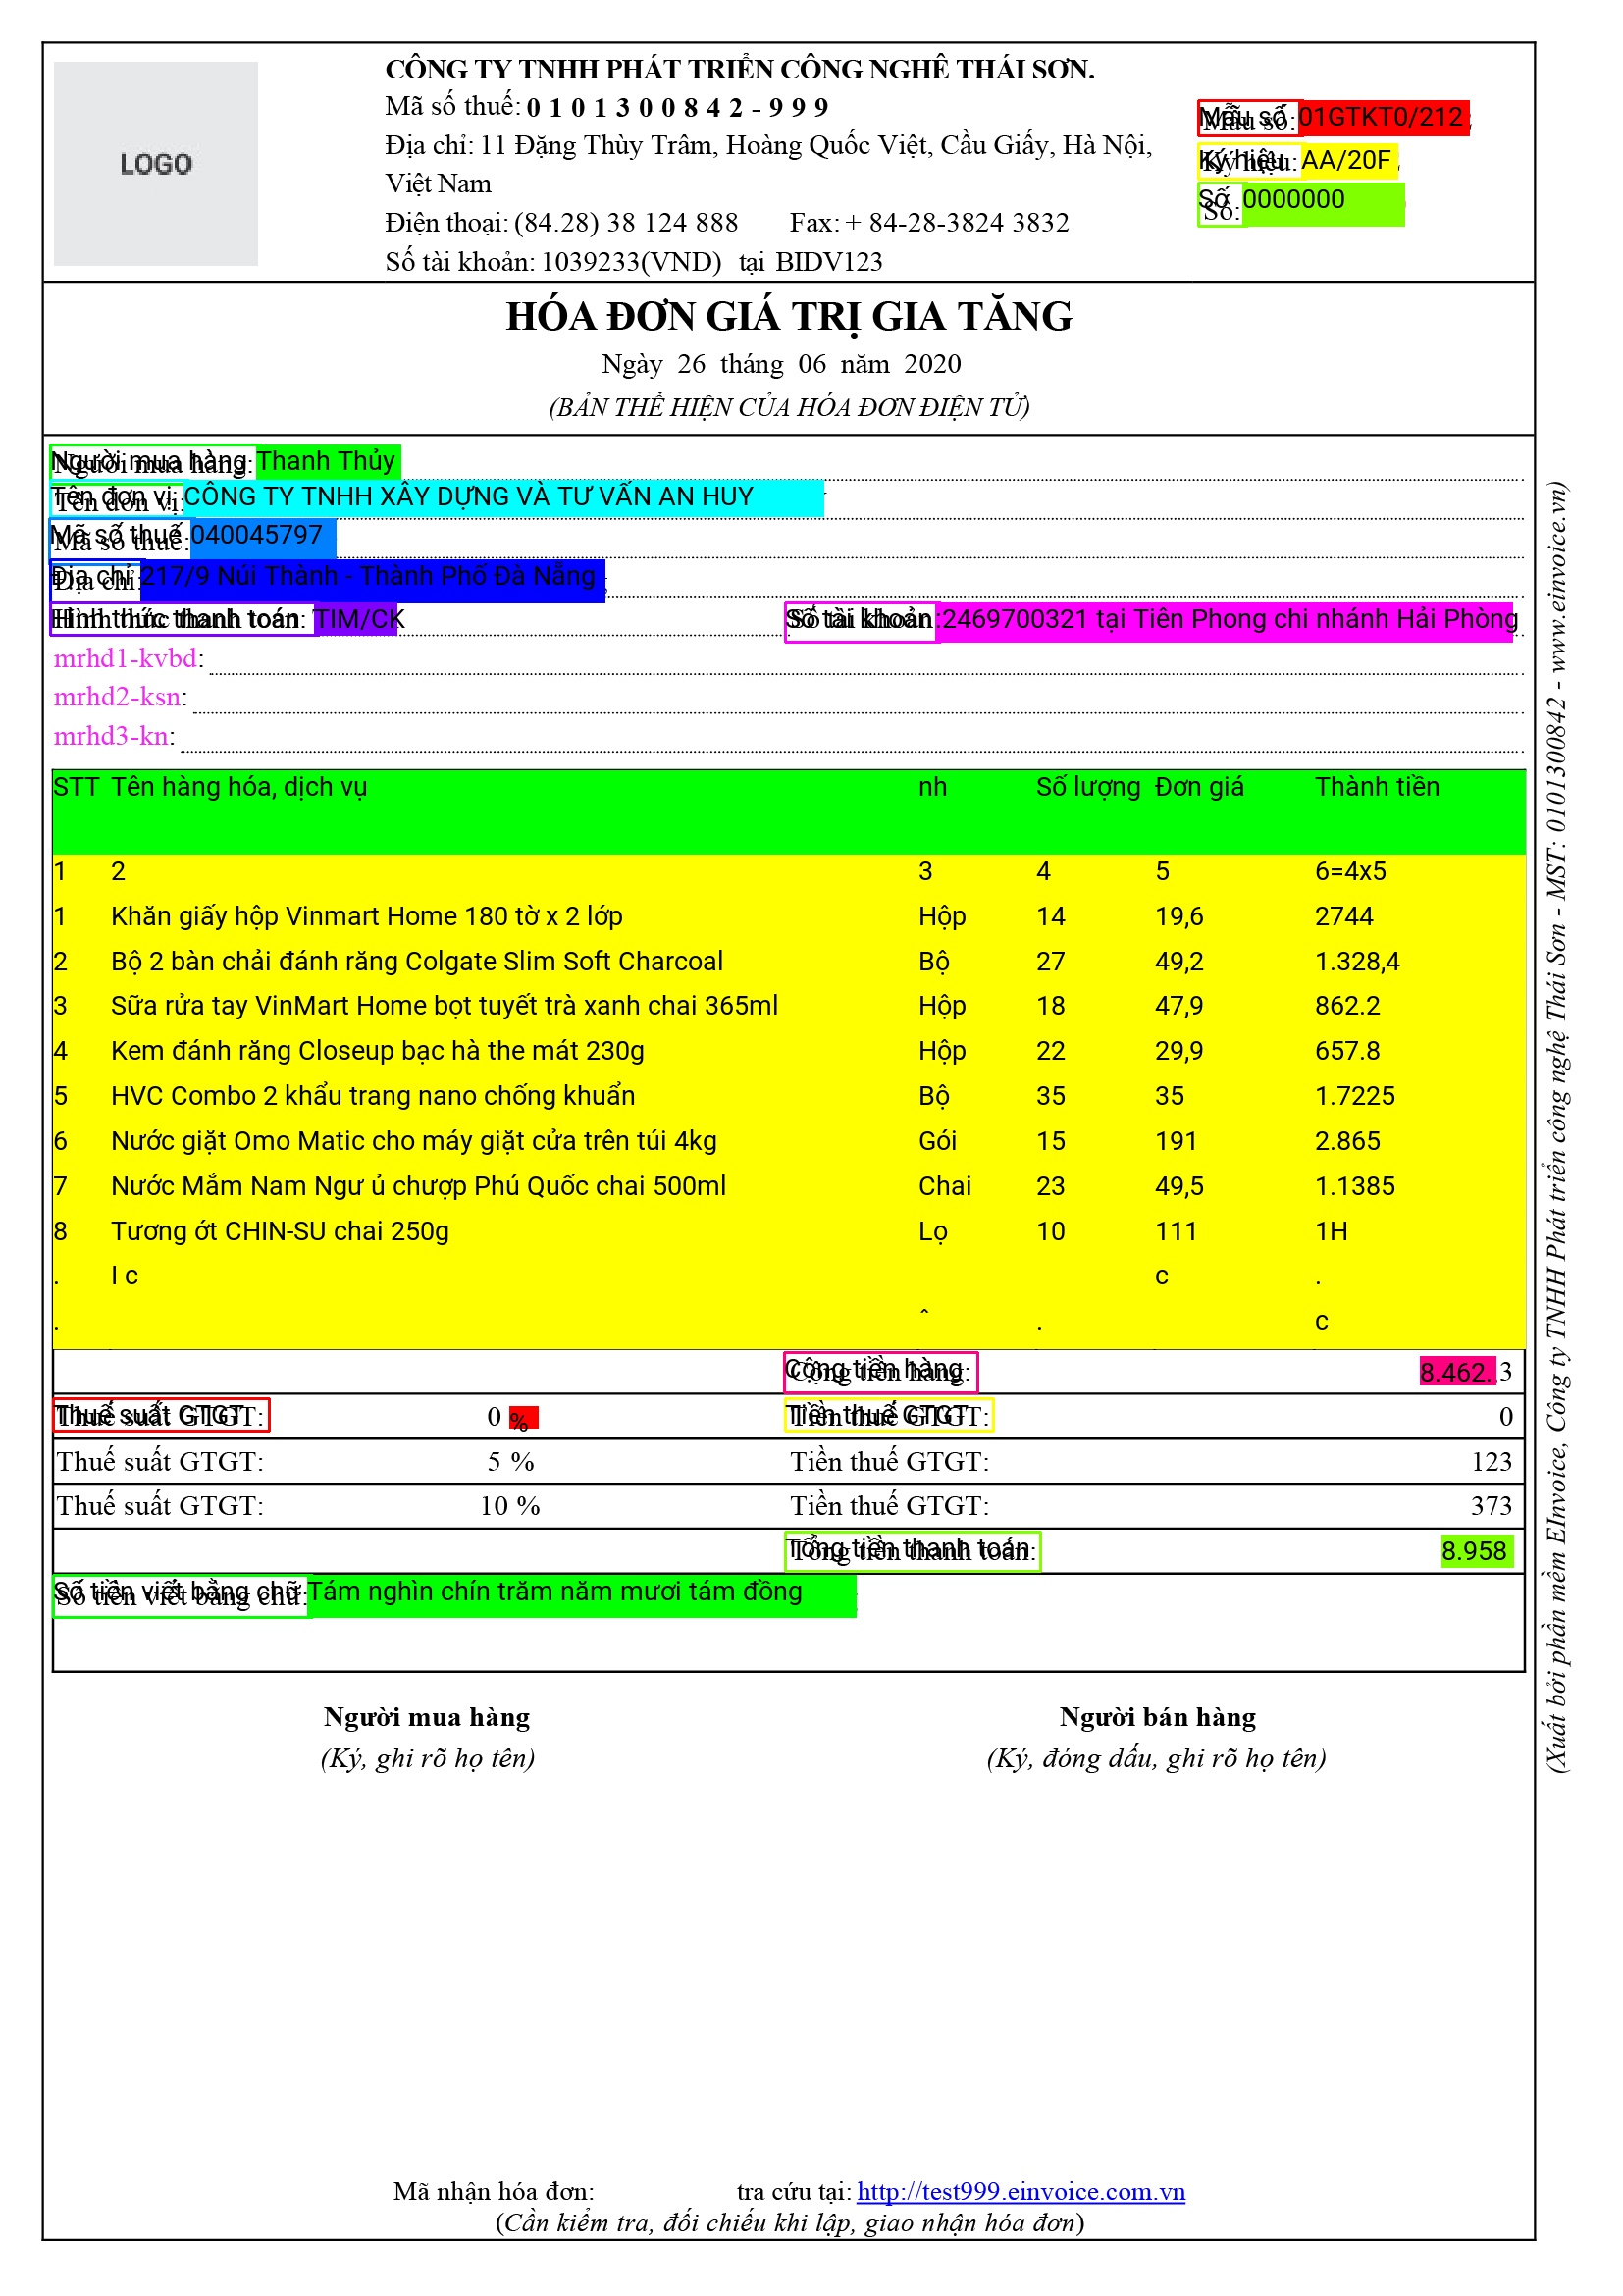 LOGO
CÔNG TY TNHH PHÁT TRIỂN CÔNG NGHÊ THÁI SƠN.
Mã số thuế: 0 1 0 1 3 0 0 8 4 2 - 9 9 9
Địa chỉ: 11 Đặng Thùy Trâm, Hoàng Quốc Việt, Cầu Giấy, Hà Nội,
Việt Nam
Điện thoại: (84.28) 38 124 888 Fax: + 84-28-3824 3832
Số tài khoản: 1039233(VND) tại BIDV123
Mẫu số: 01GTKT0/212
Ký hiệu: AA/20F
Số: 0000000
HÓA ĐƠN GIÁ TRỊ GIA TĂNG
Ngày 26 tháng 06 năm 2020
(BẢN THỂ HIỆN CỦA HÓA ĐƠN ĐIỆN TỬ)
Người mua hàng: Thanh Thủy
Tên đơn vị: CÔNG TY TNHH XÂY DỰNG VÀ TƯ VẤN AN HUY
Mã số thuế: 040045797
Địa chỉ: 217/9 Núi Thành - Thành Phố Đà Nẵng
Hình thức thanh toán: TIM/CK Số tài khoản: 2469700321 tại Tiên Phong chi nhánh Hải Phòng
mrhđ1-kvbd:
mrhd2-ksn:
mrhd3-kn:
STT Tên hàng hóa, dịch vụ nh Số lượng Đơn giá Thành tiền
1 2 3 4 5 6=4x5
1 Khăn giấy hộp Vinmart Home 180 tờ x 2 lớp Hộp 14 19,6 2744
2 Bộ 2 bàn chải đánh răng Colgate Slim Soft Charcoal Bộ 27 49,2 1.328,4
3 Sữa rửa tay VinMart Home bọt tuyết trà xanh chai 365ml Hộp 18 47,9 862.2
4 Kem đánh răng Closeup bạc hà the mát 230g Hộp 22 29,9 657.8
5 HVC Combo 2 khẩu trang nano chống khuẩn Bộ 35 35 1.7225
6 Nước giặt Omo Matic cho máy giặt cửa trên túi 4kg Gói 15 191 2.865
7 Nước Mắm Nam Ngư ủ chượp Phú Quốc chai 500ml Chai 23 49,5 1.1385
8 Tương ớt CHIN-SU chai 250g Lọ 10 111 1H
. l c c .
. ˆ . c
Cộng tiền hàng: 8.462..3
Thuế suất GTGT: 0 % Tiền thuế GTGT: 0
Thuế suất GTGT: 5 % Tiền thuế GTGT: 123
Thuế suất GTGT: 10 % Tiền thuế GTGT: 373
Tổng tiền thanh toán: 8.958
Số tiền viết bằng chữ: Tám nghìn chín trăm năm mươi tám đồng
Người mua hàng Người bán hàng
(Ký, ghi rõ họ tên) (Ký, đóng dấu, ghi rõ họ tên)
Mã nhận hóa đơn: tra cứu tại: http://test999.einvoice.com.vn
(Cần kiểm tra, đối chiếu khi lập, giao nhận hóa đơn)
(Xuất bởi phần mềm EInvoice, Công ty TNHH Phát triển công nghệ Thái Sơn - MST: 0101300842 - www.einvoice.vn)